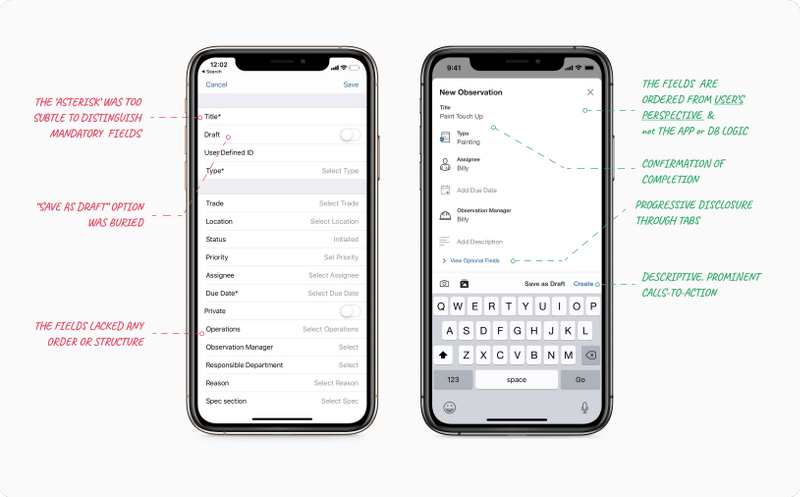 THE 'ASTERISK' WAS TOO
SUBTLE TO DISTINGUISH
MANDATORY FIELDS
"SAVE AS DRAFT" OPTION
WAS BURIED
THE FIELDS LACKED ANY
ORDER OR STRUCTURE
12:02
Search
Cancel Save
Title*
Draft
User Defined ID
Type* Select Type
Trade Select Trade
Location Select Location
Status Initiated
Priority Set Priority
Assignee Select Assignee
Due Date* Select Due Date
Private
Operations Select Operations
Observation Manager Select
Responsible Department Select
Reason Select Reason
Spec section Select Spec
9:41
New Observation
Title
Paint Touch Up
Type
Painting
Assignee
Billy
Add Due Date
Observation Manager
Billy
Add Description
View Optional Fields
Save as Draft Create
Q W E R T Y U I O P
A S D F G H J K L
Z X C V B N M
123 space Go
THE FIELDS ARE
ORDERED FROM USER'S
PERSPECTIVE &
not THE APP or DB LOGIC
CONFIRMATION OF
COMPLETION
PROGRESSIVE DISCLOSURE
THROUGH TABS
DESCRIPTIVE, PROMINENT
CALLS-TO-ACTION